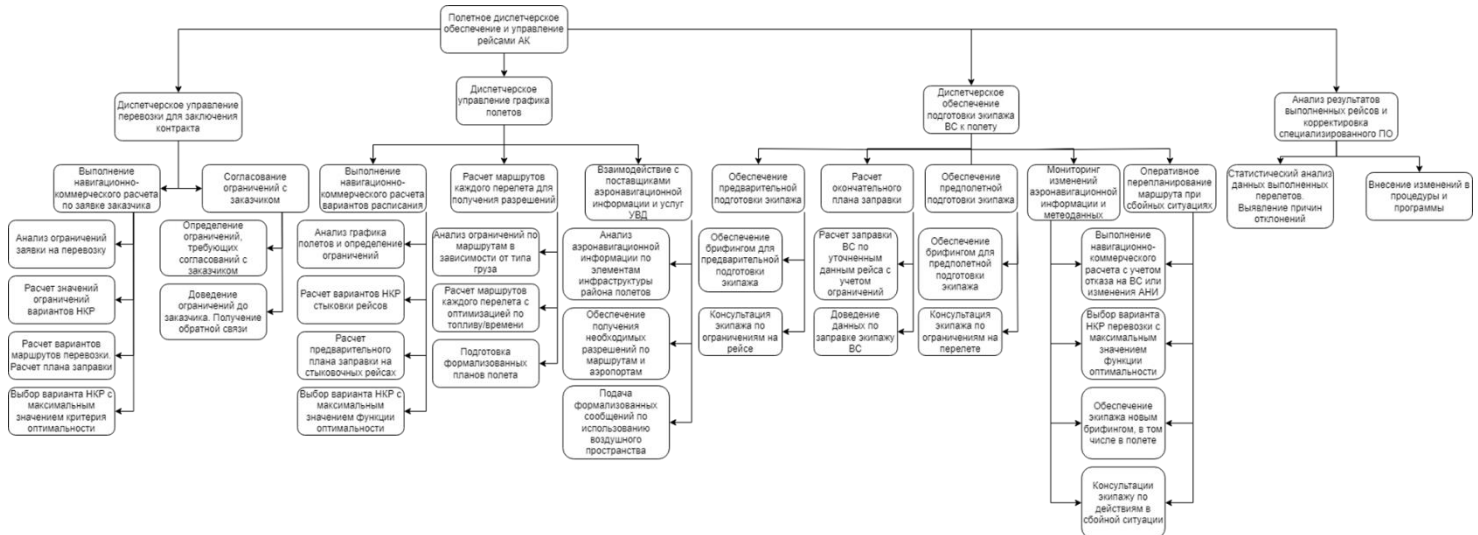 Полетное диспетчерское
обеспечение и управление
рейсами АК
Диспетчерское управление
перевозки для заключения
контракта
Диспетчерское
управление графика
полетов
Диспетчерское
обеспечение
подготовки экипажа
ВС к полету
Анализ результатов
выполненных рейсов и
корректировка
специализированного ПО
Выполнение
навигационно-
коммерческого расчета
по заявке заказчика
Согласование
ограничений с
заказчиком
Выполнение
навигационно-
коммерческого расчета
вариантов расписания
Расчет маршрутов
каждого перелета для
получения разрешений
Взаимодействие с
поставщиками
аэронавигационной
информации и услуг
УВД
Обеспечение
предварительной
подготовки экипажа
Расчет
окончательного
плана заправки
Обеспечение
предполетной
подготовки экипажа
Мониторинг
изменений
аэронавигационной
информации и
метеоданных
Оперативное
перепланирование
маршрута при
сбойных ситуациях
Статистический анализ
данных выполненных
перелетов.
Выявление причин
отклонений
Внесение изменений в
процедуры и
программы
Анализ ограничений
заявки на перевозку
Расчет значений
ограничений
вариантов НКР
Расчет вариантов
маршрутов перевозки.
Расчет плана заправки
Выбор варианта НКР с
максимальным
значением критерия
оптимальности
Определение
ограничений,
требующих
согласований с
заказчиком
Доведение
ограничений до
заказчика. Получение
обратной связи
Анализ графика
полетов и определение
ограничений
Расчет вариантов НКР
стыковки рейсов
Расчет
предварительного
плана заправки на
стыковочных рейсах
Выбор варианта НКР с
максимальным
значением функции
оптимальности
Анализ ограничений по
маршрутам в
зависимости от типа
груза
Расчет маршрутов
каждого перелета с
оптимизацией по
топливу/времени
Подготовка
формализованных
планов полета
Анализ
аэронавигационной
информации по
элементам
инфраструктуры
района полетов
Обеспечение
получения
необходимых
разрешений по
маршрутам и
аэропортам
Подача
формализованных
сообщений по
использованию
воздушного
пространства
Обеспечение
брифингом для
предварительной
подготовки
экипажа
Консультация
экипажа по
ограничениям на
рейсе
Расчет заправки
ВС по
уточненным
данным рейса с
учетом
ограничений
Доведение
данных по
заправке экипажу
ВС
Обеспечение
брифингом для
предполетной
подготовки
экипажа
Консультация
экипажа по
ограничениям на
перелете
Выполнение
навигационно-
коммерческого
расчета с учетом
отказа на ВС или
изменения АНИ
Выбор варианта
НКР перевозки с
максимальным
значением
функции
оптимальности
Обеспечение
экипажа новым
брифингом, в том
числе в полете
Консультации
экипажу по
действиям в
сбойной ситуации